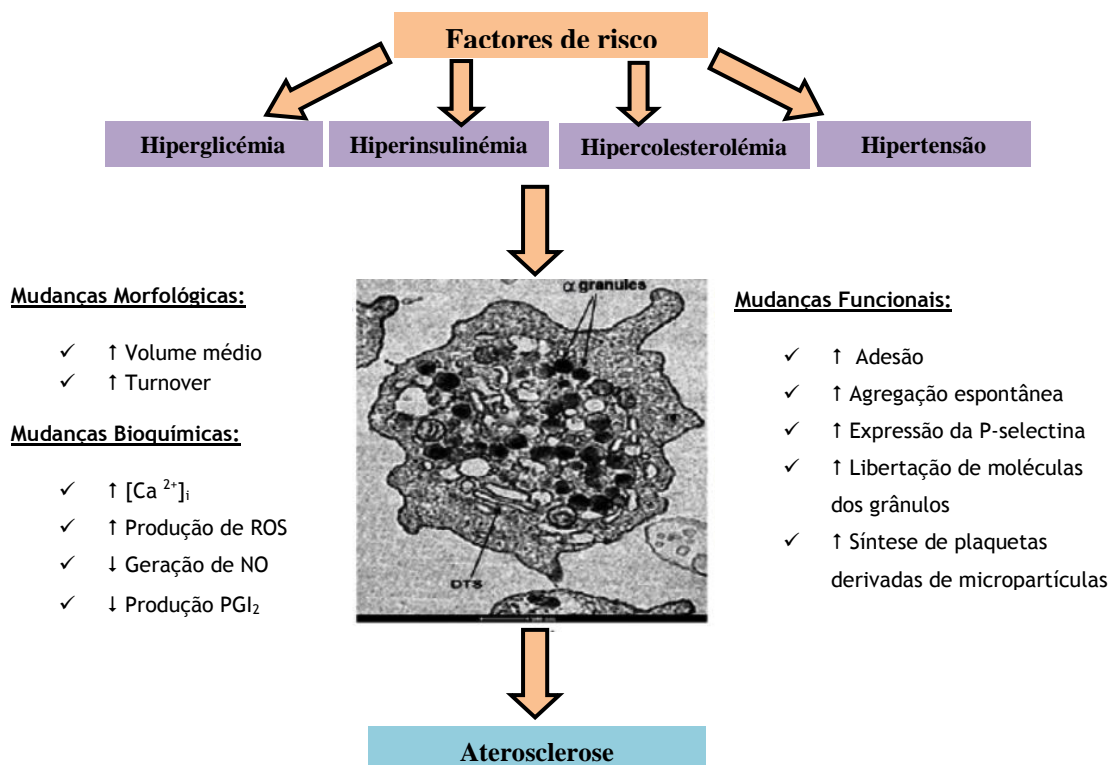 Factores de risco
Hiperglicémia
Hiperinsulinémia
Hipercolesterolémia
Hipertensão
Mudanças Morfológicas:
✓ ↑ Volume médio
✓ ↑ Turnover
Mudanças Bioquímicas:
✓ ↑ [Ca ²⁺]ᵢ
✓ ↑ Produção de ROS
✓ ↓ Geração de NO
✓ ↓ Produção PGI₂
α granules
DTS
Mudanças Funcionais:
✓ ↑ Adesão
✓ ↑ Agregação espontânea
✓ ↑ Expressão da P-selectina
✓ ↑ Libertação de moléculas
dos grânulos
✓ ↑ Síntese de plaquetas
derivadas de micropartículas
Aterosclerose